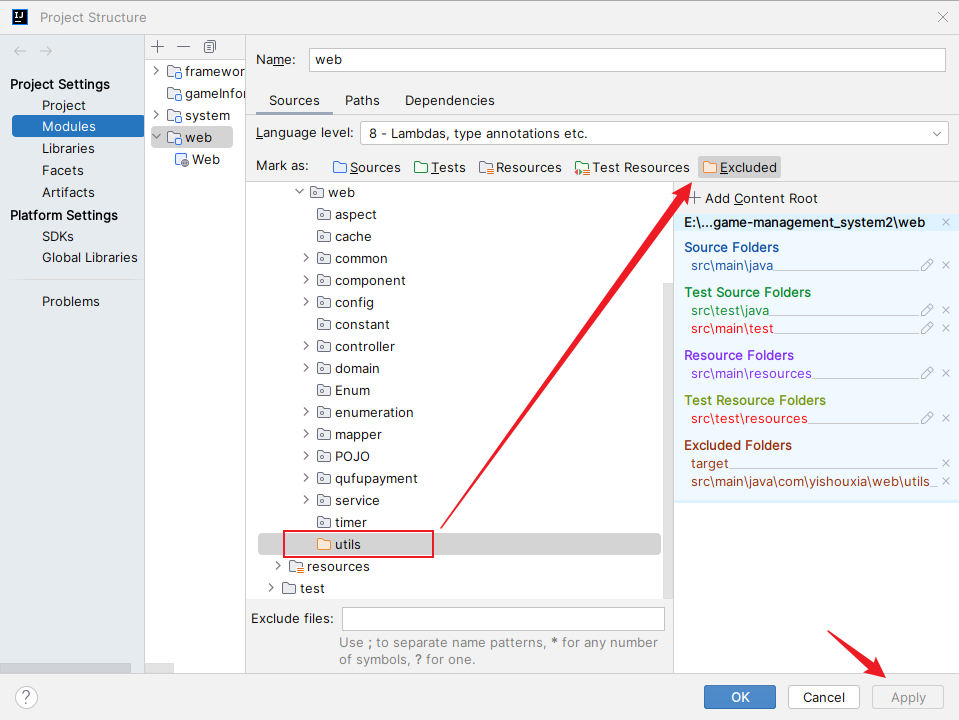 Project Structure
Project Settings
Project
Modules
Libraries
Facets
Artifacts
Platform Settings
SDKs
Global Libraries
Problems
framewor
gameInfor
system
web
Web
Name:
web
Sources
Paths
Dependencies
Language level:
8 - Lambdas, type annotations etc.
Mark as:
Sources
Tests
Resources
Test Resources
Excluded
web
aspect
cache
common
component
config
constant
controller
domain
Enum
enumeration
mapper
POJO
qufupayment
service
timer
utils
resources
test
Exclude files:
Use ; to separate name patterns, * for any number
of symbols, ? for one.
+ Add Content Root
E:\...game-management_system2\web
Source Folders
src\main\java
Test Source Folders
src\test\java
src\main\test
Resource Folders
src\main\resources
Test Resource Folders
src\test\resources
Excluded Folders
target
src\main\java\com\yishouxia\web\utils
?
OK
Cancel
Apply